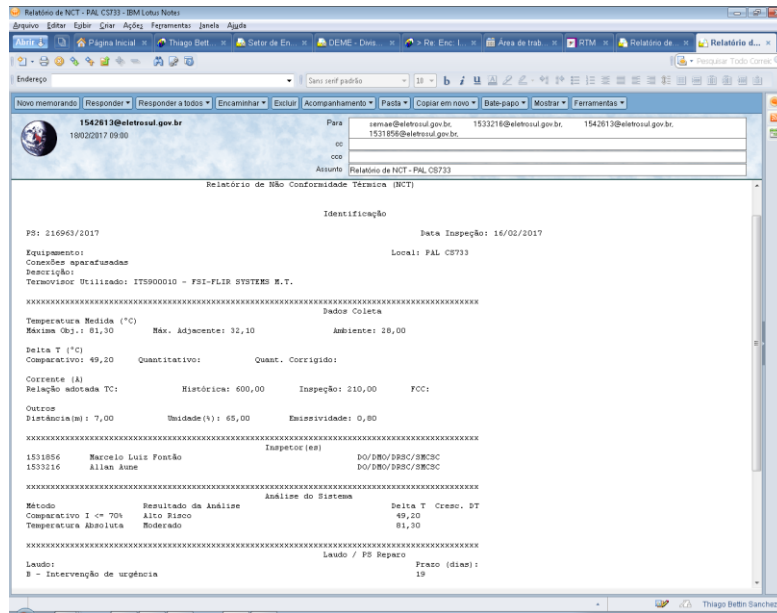 Relatório de NCT - PAL CS733 - IBM Lotus Notes
Arquivo Editar Exibir Criar Ações Ferramentas Janela Ajuda
Abrir Página Inicial Thiago Bett... Setor de En... DEME - Divis... > Re: Enc: I... Área de trab... RTM Relatório de... Relatório d...
Pesquisar Todo Correio
Endereço
Sans serif padrão 10 b i u
Novo memorando Responder Responder a todos Encaminhar Excluir Acompanhamento Pasta Copiar em novo Bate-papo Mostrar Ferramentas
1542613@eletrosul.gov.br
18/02/2017 09:00
Para semae@eletrosul.gov.br, 1533216@eletrosul.gov.br, 1542613@eletrosul.gov.br,
1531856@eletrosul.gov.br,
cc
cco
Assunto Relatório de NCT - PAL CS733
Relatório de Não Conformidade Térmica (NCT)
Identificação
PS: 216963/2017 Data Inspeção: 16/02/2017
Equipamento: Local: PAL CS733
Conexões aparafusadas
Descrição:
Termovisor Utilizado: ITS900010 - FSI-FLIR SYSTEMS M.T.
xxxxxxxxxxxxxxxxxxxxxxxxxxxxxxxxxxxxxxxxxxxxxxxxxxxxxxxxxxxxxxxxxxxxxxxxxxx
Dados Coleta
Temperatura Medida (°C)
Máxima Obj.: 81,30 Máx. Adjacente: 32,10 Ambiente: 28,00
Delta T (°C)
Comparativo: 49,20 Quantitativo: Quant. Corrigido:
Corrente (A)
Relação adotada TC: Histórica: 600,00 Inspeção: 210,00 FCC:
Outros
Distância(m): 7,00 Umidade(%): 65,00 Emissividade: 0,80
xxxxxxxxxxxxxxxxxxxxxxxxxxxxxxxxxxxxxxxxxxxxxxxxxxxxxxxxxxxxxxxxxxxxxxxxxxx
Inspetor(es)
1531856 Marcelo Luiz Fontão DO/DMO/DRSC/SMCSC
1533216 Allan Aune DO/DMO/DRSC/SMCSC
xxxxxxxxxxxxxxxxxxxxxxxxxxxxxxxxxxxxxxxxxxxxxxxxxxxxxxxxxxxxxxxxxxxxxxxxxxx
Análise do Sistema
Método Resultado da Análise Delta T Cresc. DT
Comparativo I <= 70% Alto Risco 49,20
Temperatura Absoluta Moderado 81,30
xxxxxxxxxxxxxxxxxxxxxxxxxxxxxxxxxxxxxxxxxxxxxxxxxxxxxxxxxxxxxxxxxxxxxxxxxxx
Laudo / PS Reparo
Laudo: Prazo (dias):
B - Intervenção de urgência 19
Thiago Bettin Sanchez